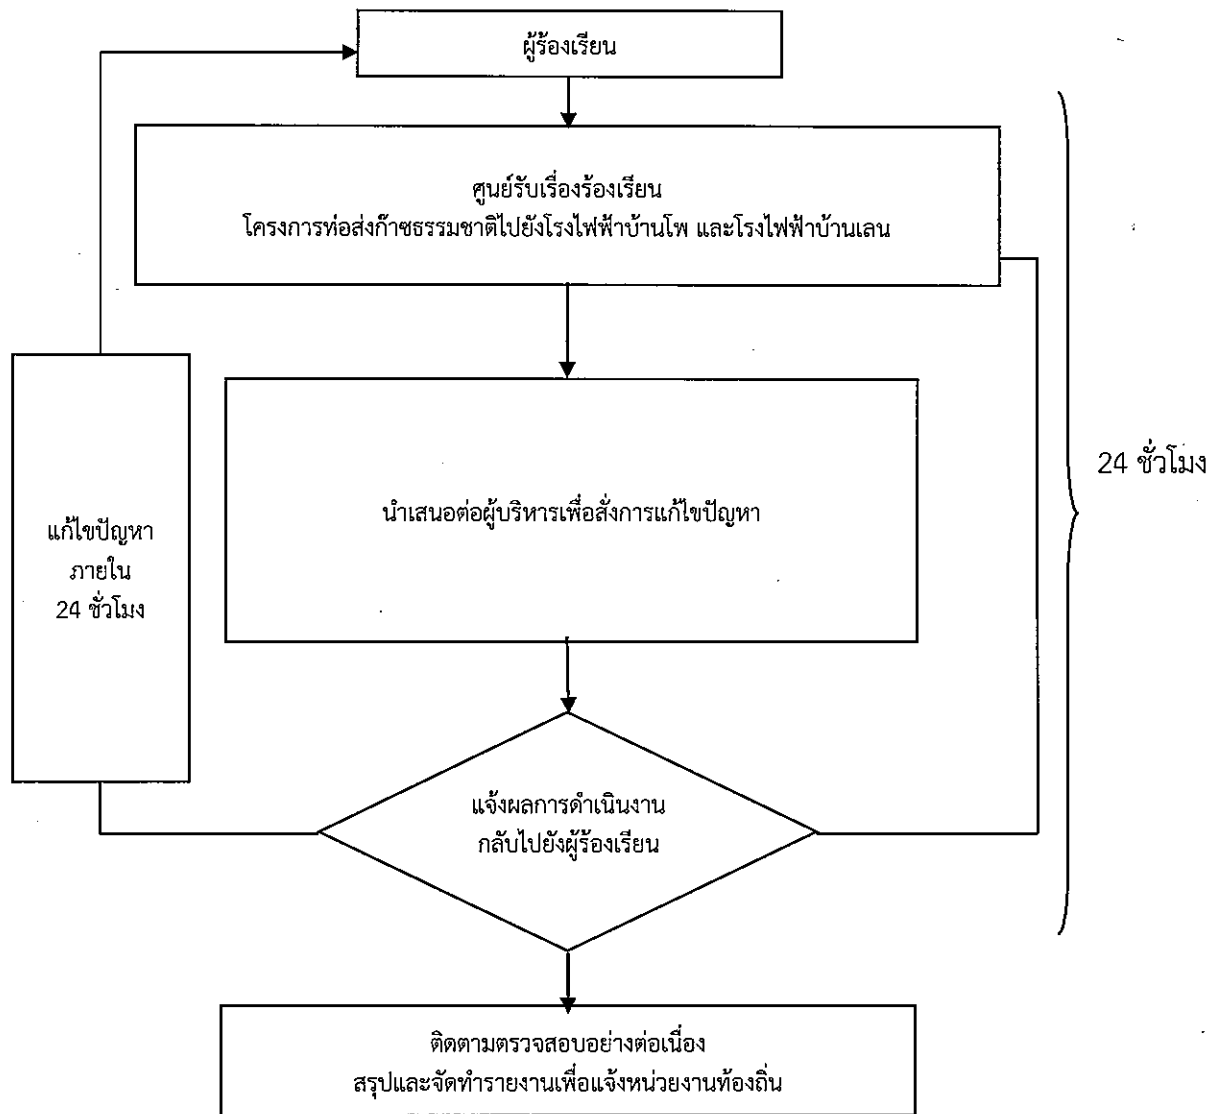 ผู้ร้องเรียน
ศูนย์รับเรื่องร้องเรียน
โครงการท่อส่งก๊าซธรรมชาติไปยังโรงไฟฟ้าบ้านโพ และโรงไฟฟ้าบ้านเลน
นำเสนอต่อผู้บริหารเพื่อสั่งการแก้ไขปัญหา
24 ชั่วโมง
แก้ไขปัญหา
ภายใน
24 ชั่วโมง
แจ้งผลการดำเนินงาน
กลับไปยังผู้ร้องเรียน
ติดตามตรวจสอบอย่างต่อเนื่อง
สรุปและจัดทำรายงานเพื่อแจ้งหน่วยงานท้องถิ่น